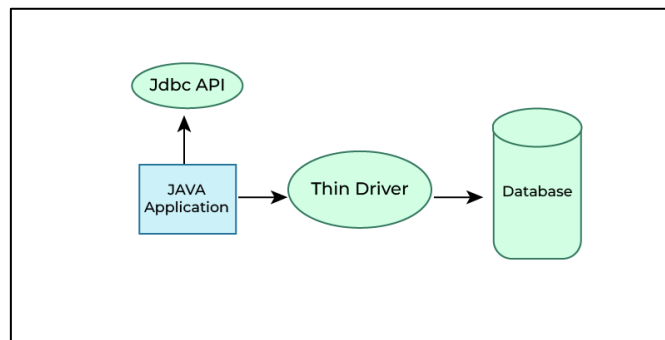 Jdbc API
JAVA
Application
Thin Driver
Database